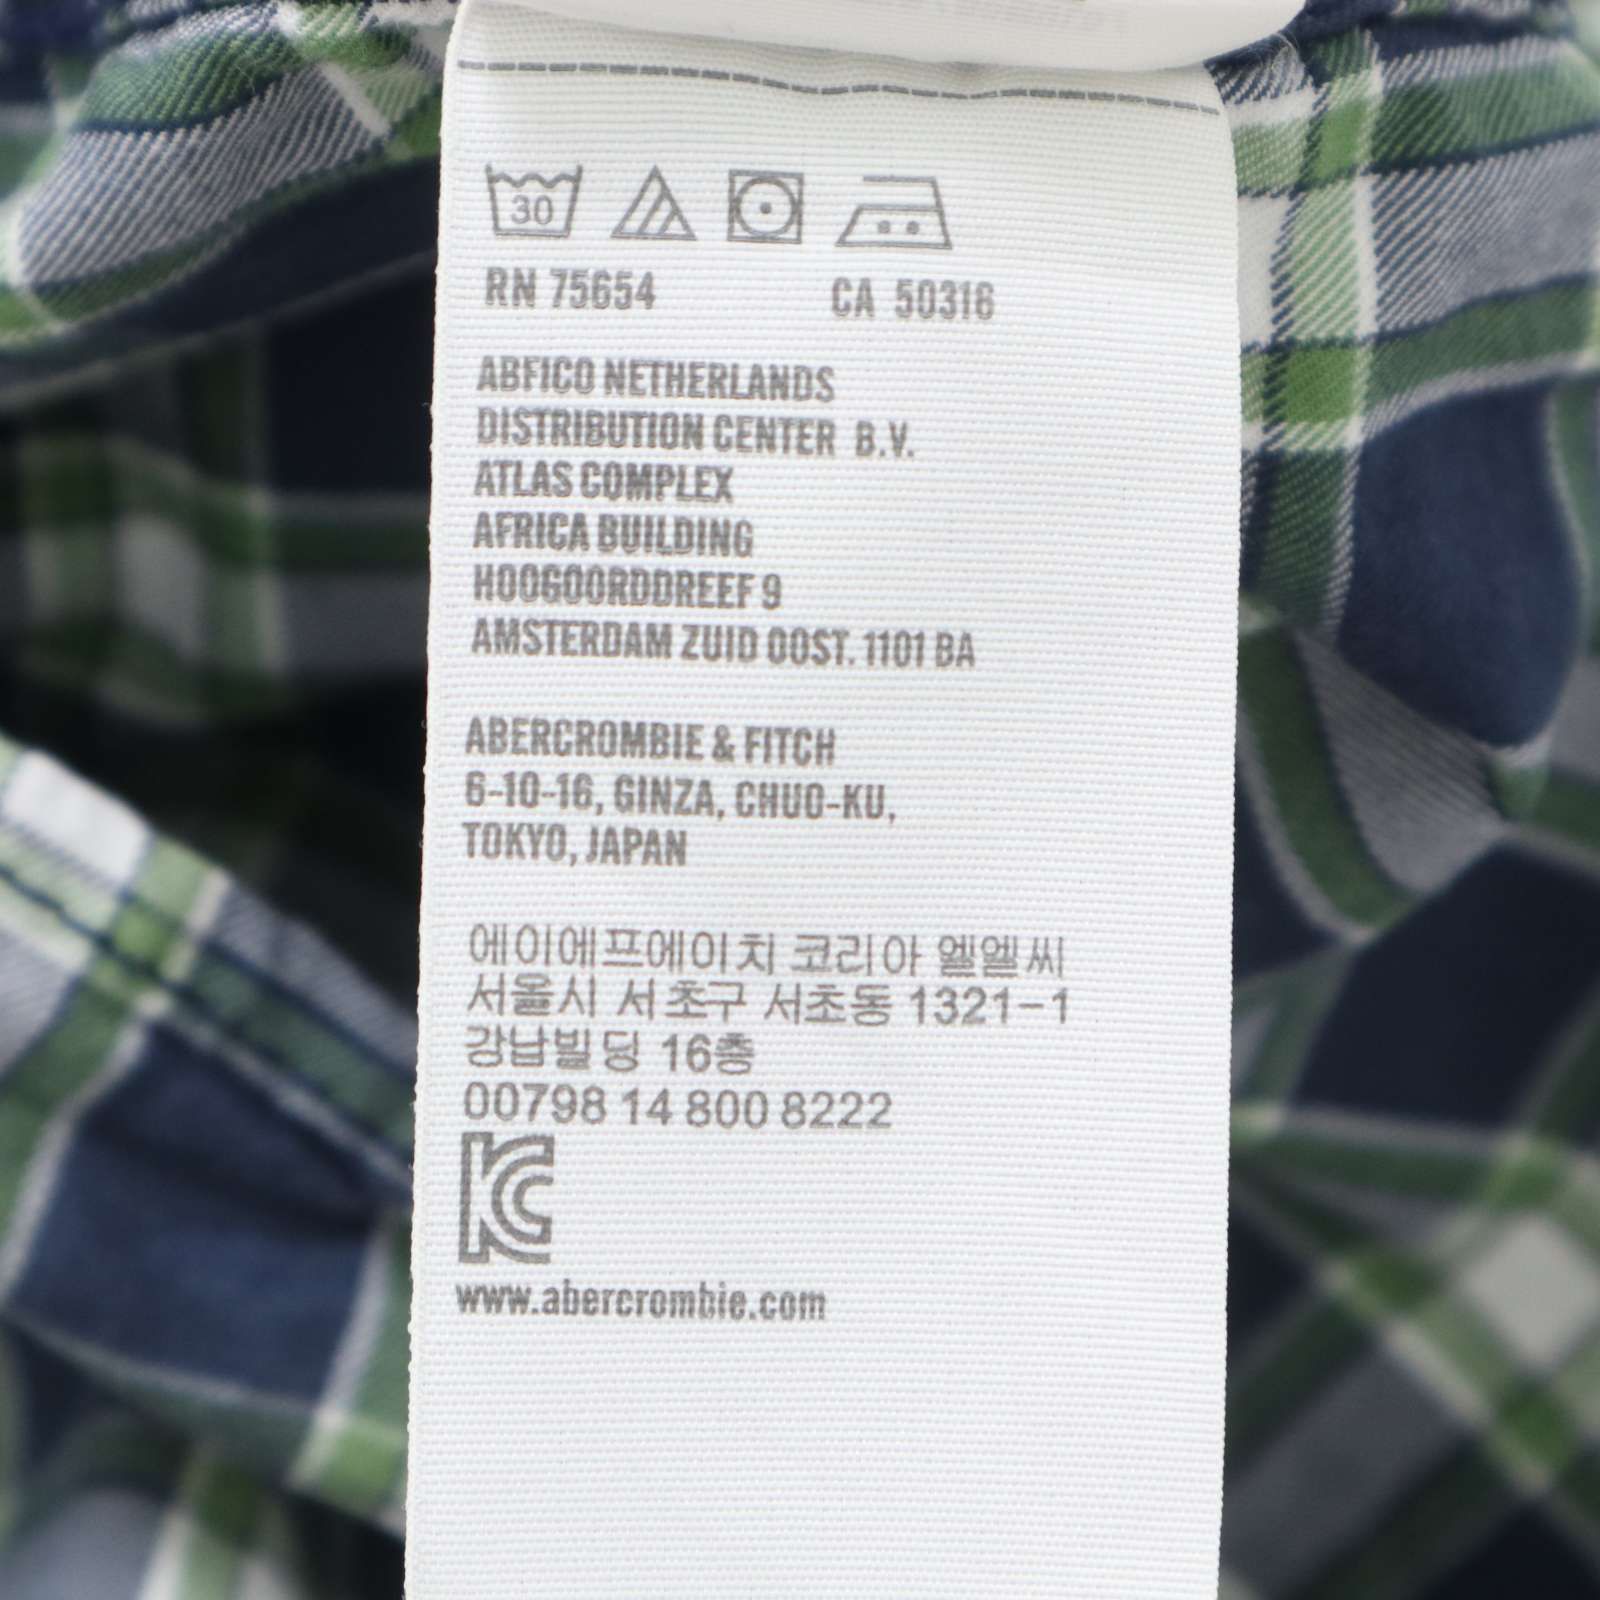 30
RN 75654 CA 50316
ABFICO NETHERLANDS
DISTRIBUTION CENTER B.V.
ATLAS COMPLEX
AFRICA BUILDING
HOOGOORDDREEF 9
AMSTERDAM ZUID OOST. 1101 BA
ABERCROMBIE & FITCH
6-10-16, GINZA, CHUO-KU,
TOKYO, JAPAN
에이에프에이치 코리아 엘엘씨
서울시 서초구 서초동 1321-1
강남빌딩 16층
00798 14 800 8222
KC
www.abercrombie.com